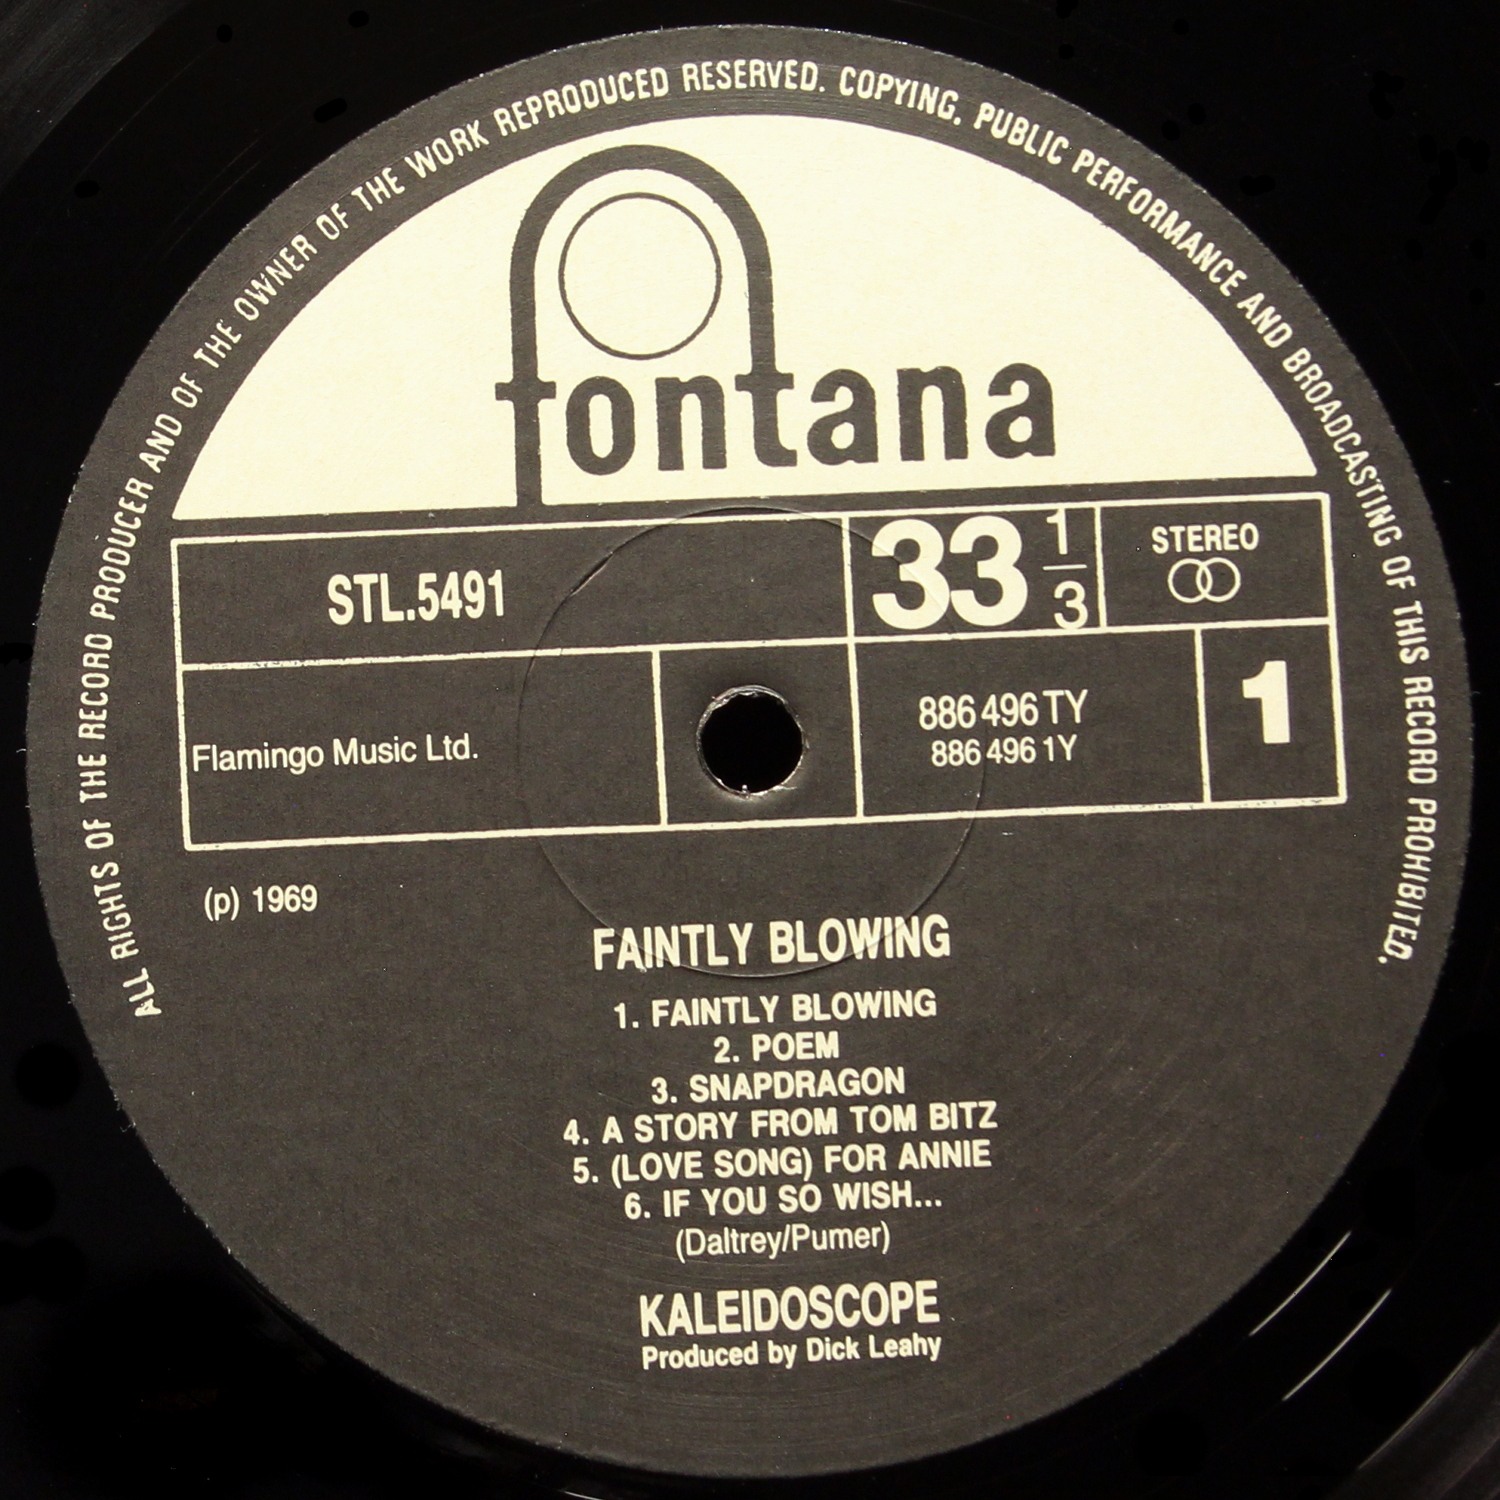 ALL RIGHTS OF THE RECORD PRODUCER AND OF THE OWNER OF THE WORK REPRODUCED RESERVED. COPYING, PUBLIC PERFORMANCE AND BROADCASTING OF THIS RECORD PROHIBITED.
fontana
STL.5491
33 1/3
STEREO
Flamingo Music Ltd.
886 496 TY
886 496 1Y
1
(p) 1969
FAINTLY BLOWING
1. FAINTLY BLOWING
2. POEM
3. SNAPDRAGON
4. A STORY FROM TOM BITZ
5. (LOVE SONG) FOR ANNIE
6. IF YOU SO WISH...
(Daltrey/Pumer)
KALEIDOSCOPE
Produced by Dick Leahy